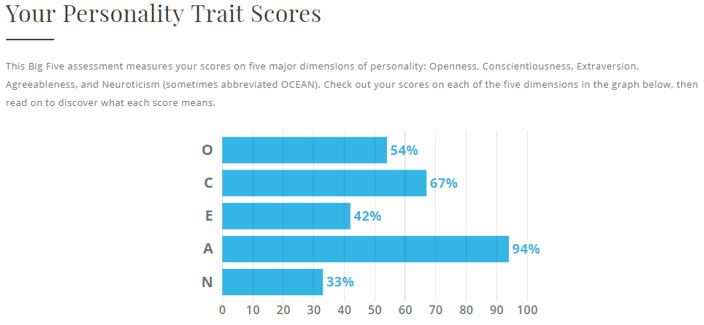 Your Personality Trait Scores
This Big Five assessment measures your scores on five major dimensions of personality: Openness, Conscientiousness, Extraversion,
Agreeableness, and Neuroticism (sometimes abbreviated OCEAN). Check out your scores on each of the five dimensions in the graph below, then
read on to discover what each score means.
O 54%
C 67%
E 42%
A 94%
N 33%
0 10 20 30 40 50 60 70 80 90 100